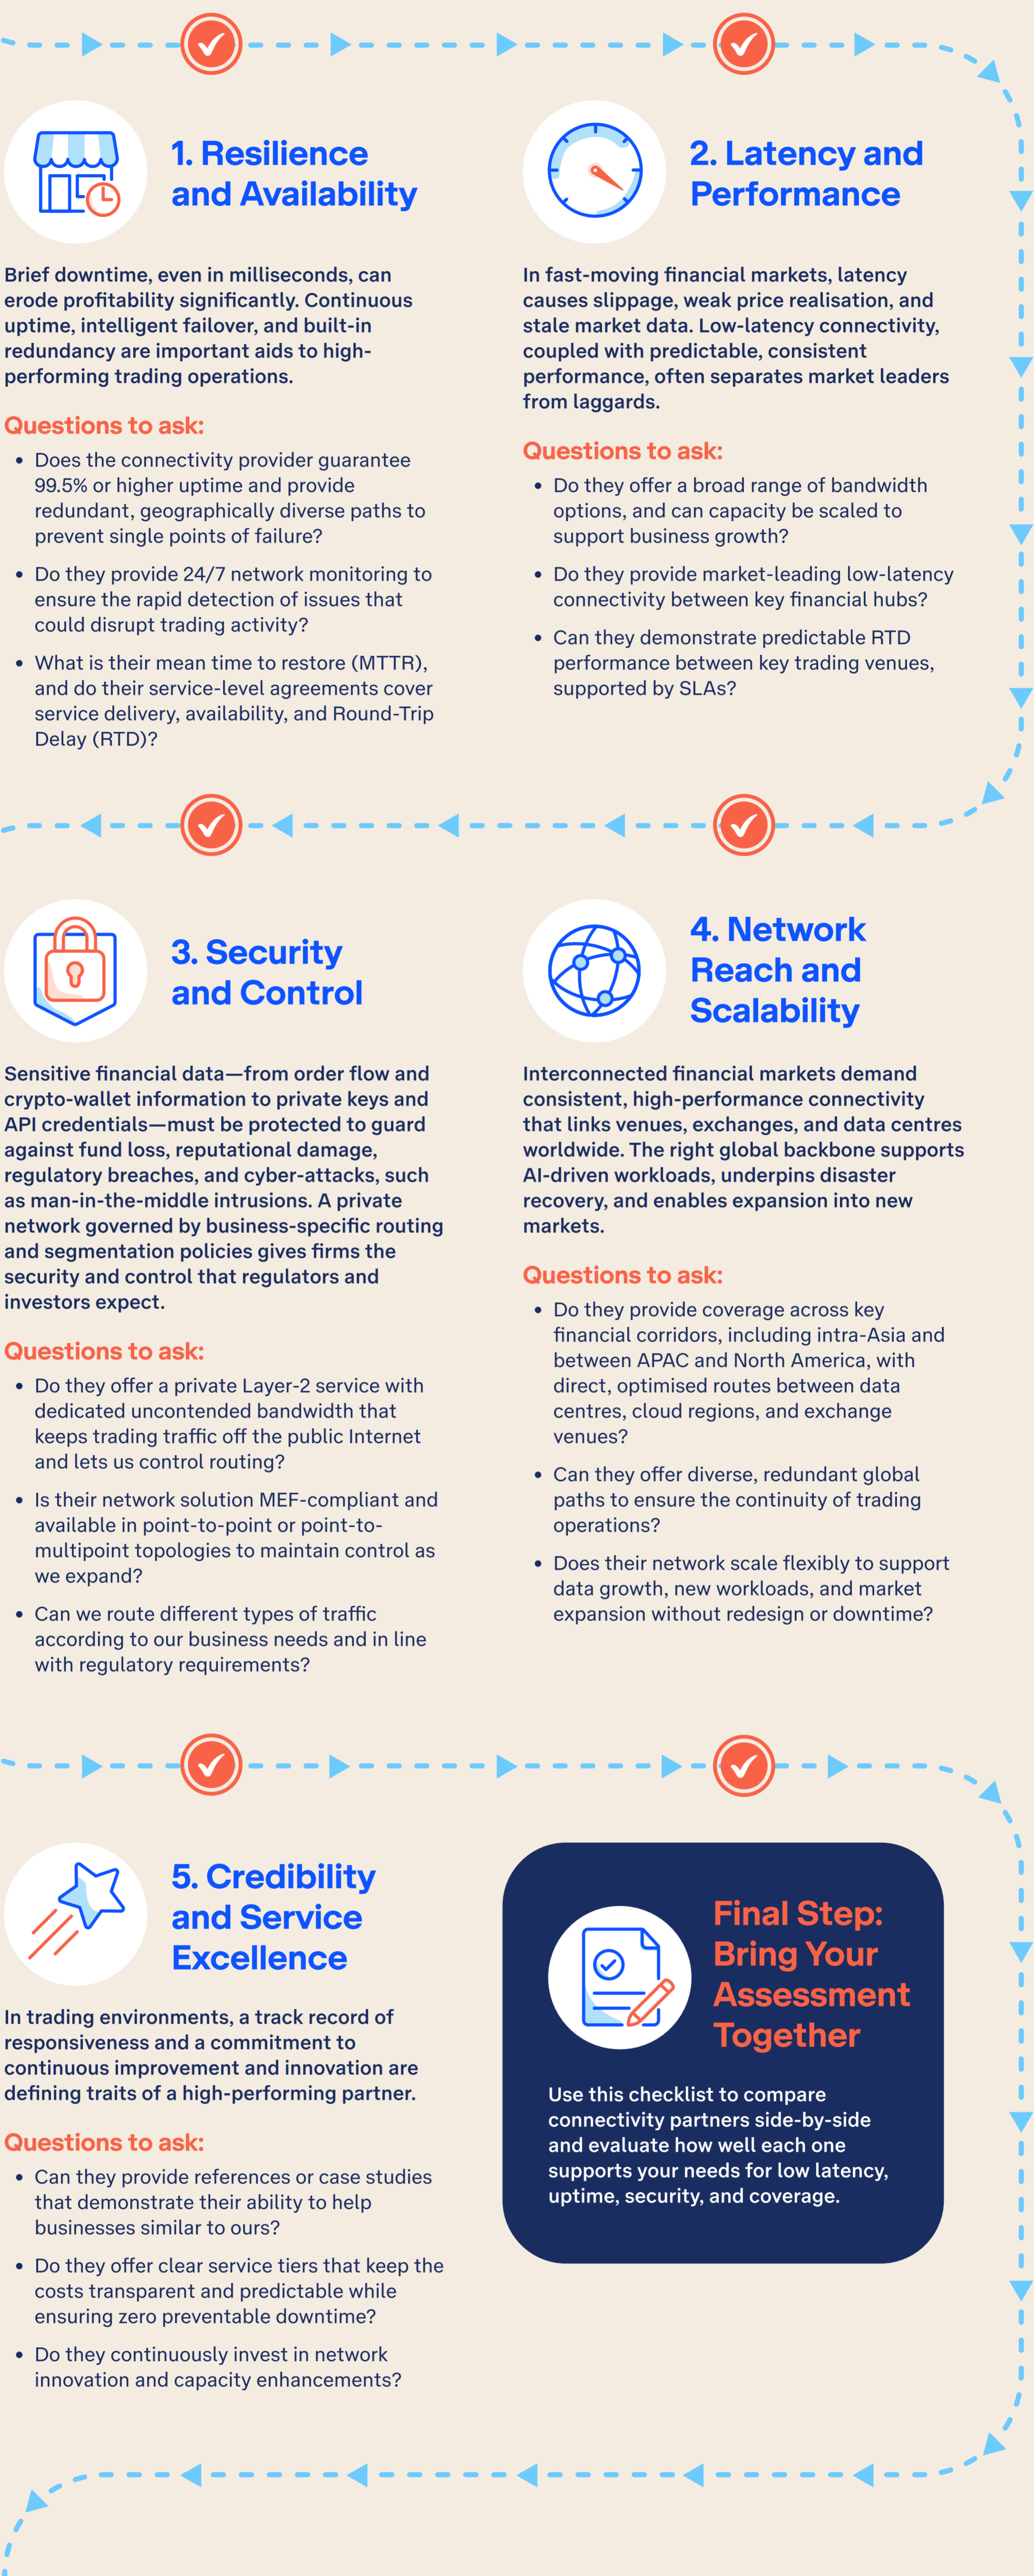 1. Resilience
and Availability
Brief downtime, even in milliseconds, can
erode profitability significantly. Continuous
uptime, intelligent failover, and built-in
redundancy are important aids to high-
performing trading operations.
Questions to ask:
• Does the connectivity provider guarantee
99.5% or higher uptime and provide
redundant, geographically diverse paths to
prevent single points of failure?
• Do they provide 24/7 network monitoring to
ensure the rapid detection of issues that
could disrupt trading activity?
• What is their mean time to restore (MTTR),
and do their service-level agreements cover
service delivery, availability, and Round-Trip
Delay (RTD)?
2. Latency and
Performance
In fast-moving financial markets, latency
causes slippage, weak price realisation, and
stale market data. Low-latency connectivity,
coupled with predictable, consistent
performance, often separates market leaders
from laggards.
Questions to ask:
• Do they offer a broad range of bandwidth
options, and can capacity be scaled to
support business growth?
• Do they provide market-leading low-latency
connectivity between key financial hubs?
• Can they demonstrate predictable RTD
performance between key trading venues,
supported by SLAs?
3. Security
and Control
Sensitive financial data—from order flow and
crypto-wallet information to private keys and
API credentials—must be protected to guard
against fund loss, reputational damage,
regulatory breaches, and cyber-attacks, such
as man-in-the-middle intrusions. A private
network governed by business-specific routing
and segmentation policies gives firms the
security and control that regulators and
investors expect.
Questions to ask:
• Do they offer a private Layer-2 service with
dedicated uncontended bandwidth that
keeps trading traffic off the public Internet
and lets us control routing?
• Is their network solution MEF-compliant and
available in point-to-point or point-to-
multipoint topologies to maintain control as
we expand?
• Can we route different types of traffic
according to our business needs and in line
with regulatory requirements?
4. Network
Reach and
Scalability
Interconnected financial markets demand
consistent, high-performance connectivity
that links venues, exchanges, and data centres
worldwide. The right global backbone supports
AI-driven workloads, underpins disaster
recovery, and enables expansion into new
markets.
Questions to ask:
• Do they provide coverage across key
financial corridors, including intra-Asia and
between APAC and North America, with
direct, optimised routes between data
centres, cloud regions, and exchange
venues?
• Can they offer diverse, redundant global
paths to ensure the continuity of trading
operations?
• Does their network scale flexibly to support
data growth, new workloads, and market
expansion without redesign or downtime?
5. Credibility
and Service
Excellence
In trading environments, a track record of
responsiveness and a commitment to
continuous improvement and innovation are
defining traits of a high-performing partner.
Questions to ask:
• Can they provide references or case studies
that demonstrate their ability to help
businesses similar to ours?
• Do they offer clear service tiers that keep the
costs transparent and predictable while
ensuring zero preventable downtime?
• Do they continuously invest in network
innovation and capacity enhancements?
Final Step:
Bring Your
Assessment
Together
Use this checklist to compare
connectivity partners side-by-side
and evaluate how well each one
supports your needs for low latency,
uptime, security, and coverage.